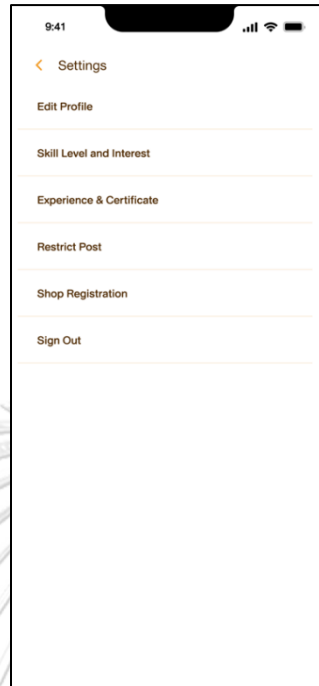 9:41
Settings
Edit Profile
Skill Level and Interest
Experience & Certificate
Restrict Post
Shop Registration
Sign Out